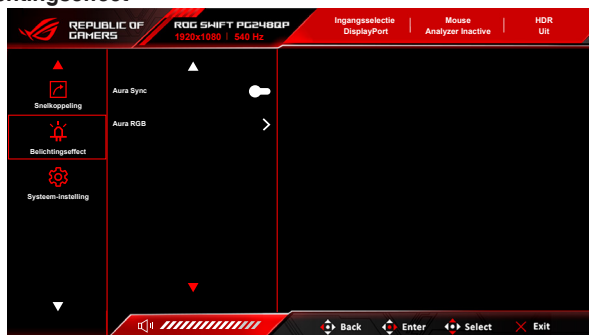 REPUBLIC OF
GAMERS
ROG SHIFT PG248QP
1920x1080 | 540 Hz
Ingangsselectie
DisplayPort
Mouse
Analyzer Inactive
HDR
Uit
Snelkoppeling
Belichtingseffect
Systeem-instelling
Aura Sync
Aura RGB
Back
Enter
Select
Exit